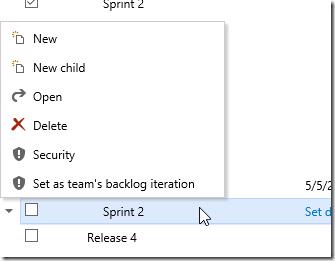 Sprint 2
New
New child
Open
Delete
Security
Set as team's backlog iteration
5/5/2
Sprint 2
Set d
Release 4